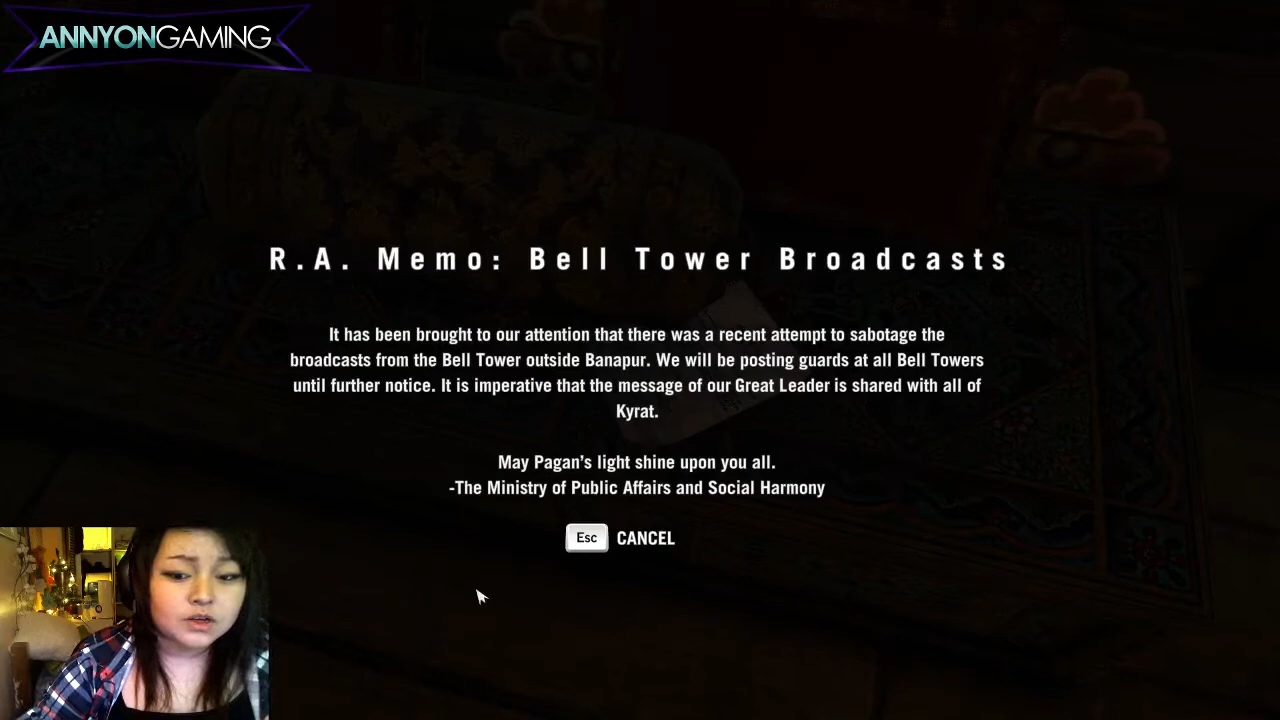 ANNYONGAMING
R.A. Memo: Bell Tower Broadcasts
It has been brought to our attention that there was a recent attempt to sabotage the
broadcasts from the Bell Tower outside Banapur. We will be posting guards at all Bell Towers
until further notice. It is imperative that the message of our Great Leader is shared with all of
Kyrat.
May Pagan's light shine upon you all.
-The Ministry of Public Affairs and Social Harmony
Esc CANCEL